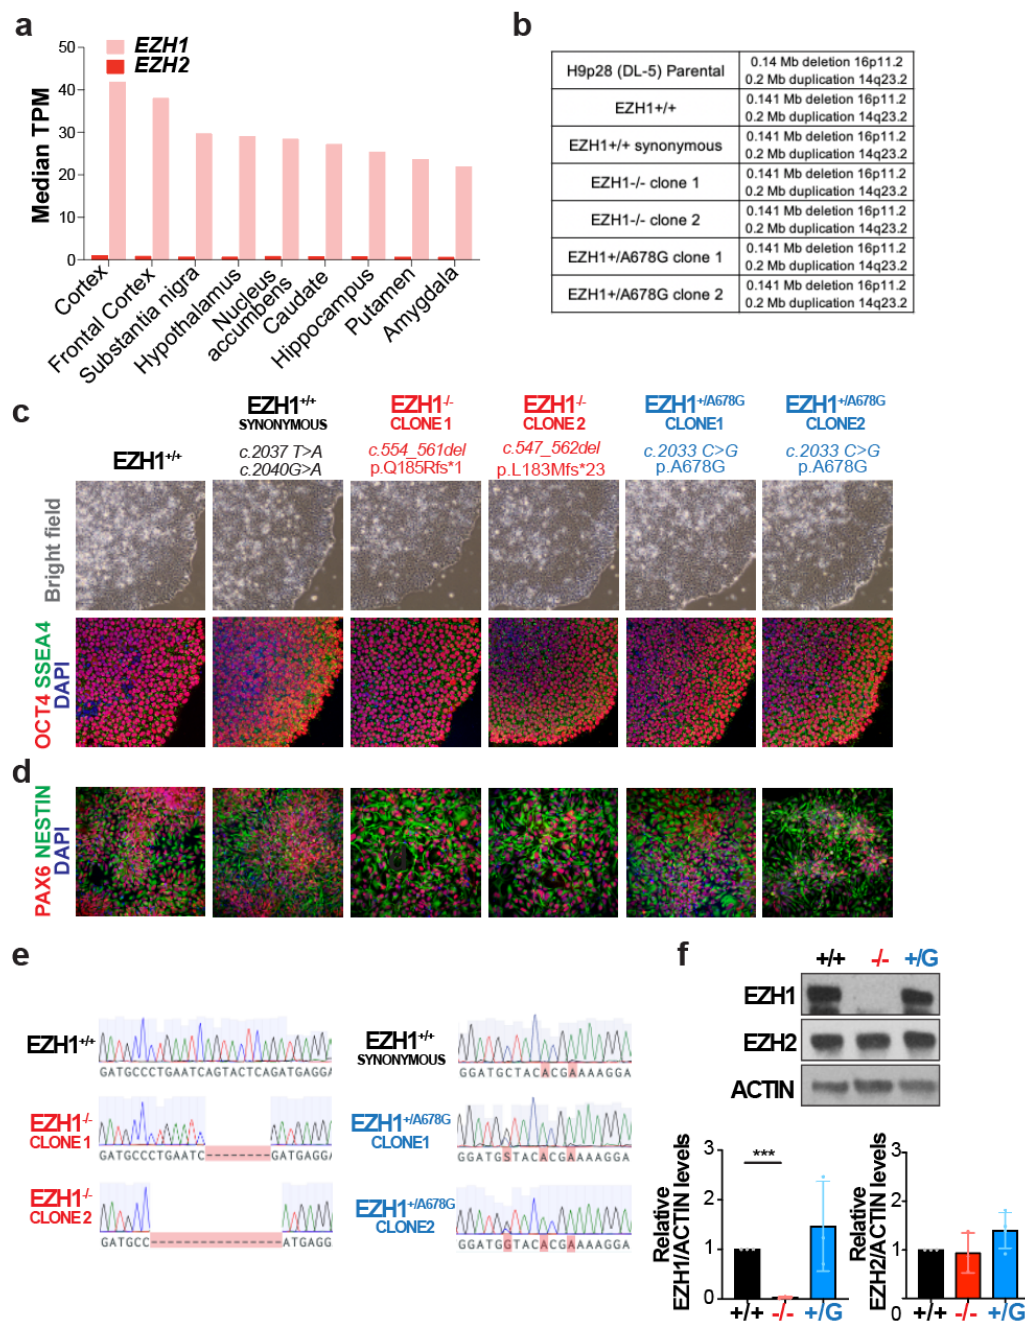 a
50
40
30
20
10
0
Median TPM
EZH1
EZH2
Cortex
Frontal Cortex
Substantia nigra
Hypothalamus
Nucleus
accumbens
Caudate
Hippocampus
Putamen
Amygdala
b
H9p28 (DL-5) Parental
0.14 Mb deletion 16p11.2
0.2 Mb duplication 14q23.2
EZH1+/+
0.141 Mb deletion 16p11.2
0.2 Mb duplication 14q23.2
EZH1+/+ synonymous
0.141 Mb deletion 16p11.2
0.2 Mb duplication 14q23.2
EZH1-/- clone 1
0.141 Mb deletion 16p11.2
0.2 Mb duplication 14q23.2
EZH1-/- clone 2
0.141 Mb deletion 16p11.2
0.2 Mb duplication 14q23.2
EZH1+/A678G clone 1
0.141 Mb deletion 16p11.2
0.2 Mb duplication 14q23.2
EZH1+/A678G clone 2
0.141 Mb deletion 16p11.2
0.2 Mb duplication 14q23.2
c
EZH1+/+
EZH1+/+
SYNONYMOUS
c.2037 T>A
c.2040G>A
EZH1-/-
CLONE 1
c.554_561del
p.Q185Rfs*1
EZH1-/-
CLONE 2
c.547_562del
p.L183Mfs*23
EZH1+/A678G
CLONE1
c.2033 C>G
p.A678G
EZH1+/A678G
CLONE2
c.2033 C>G
p.A678G
Bright field
OCT4 SSEA4
DAPI
d
PAX6 NESTIN
DAPI
e
EZH1+/+
GATGCCCTGAATCAGTACTCAGATGAGGA
EZH1-/-
CLONE 1
GATGCCCTGAATC--------GATGAGGA
EZH1-/-
CLONE 2
GATGCC----------------ATGAGG
EZH1+/+
SYNONYMOUS
GGATGCTACACGAAAAGGA
EZH1+/A678G
CLONE1
GGATGSTACACGAAAAGGA
EZH1+/A678G
CLONE2
GGATGGTACACGAAAAGGA
f
+/+ -/- +/G
EZH1
EZH2
ACTIN
Relative
EZH1/ACTIN levels
3
2
1
0
***
+/+ -/- +/G
Relative
EZH2/ACTIN levels
3
2
1
0
+/+ -/- +/G